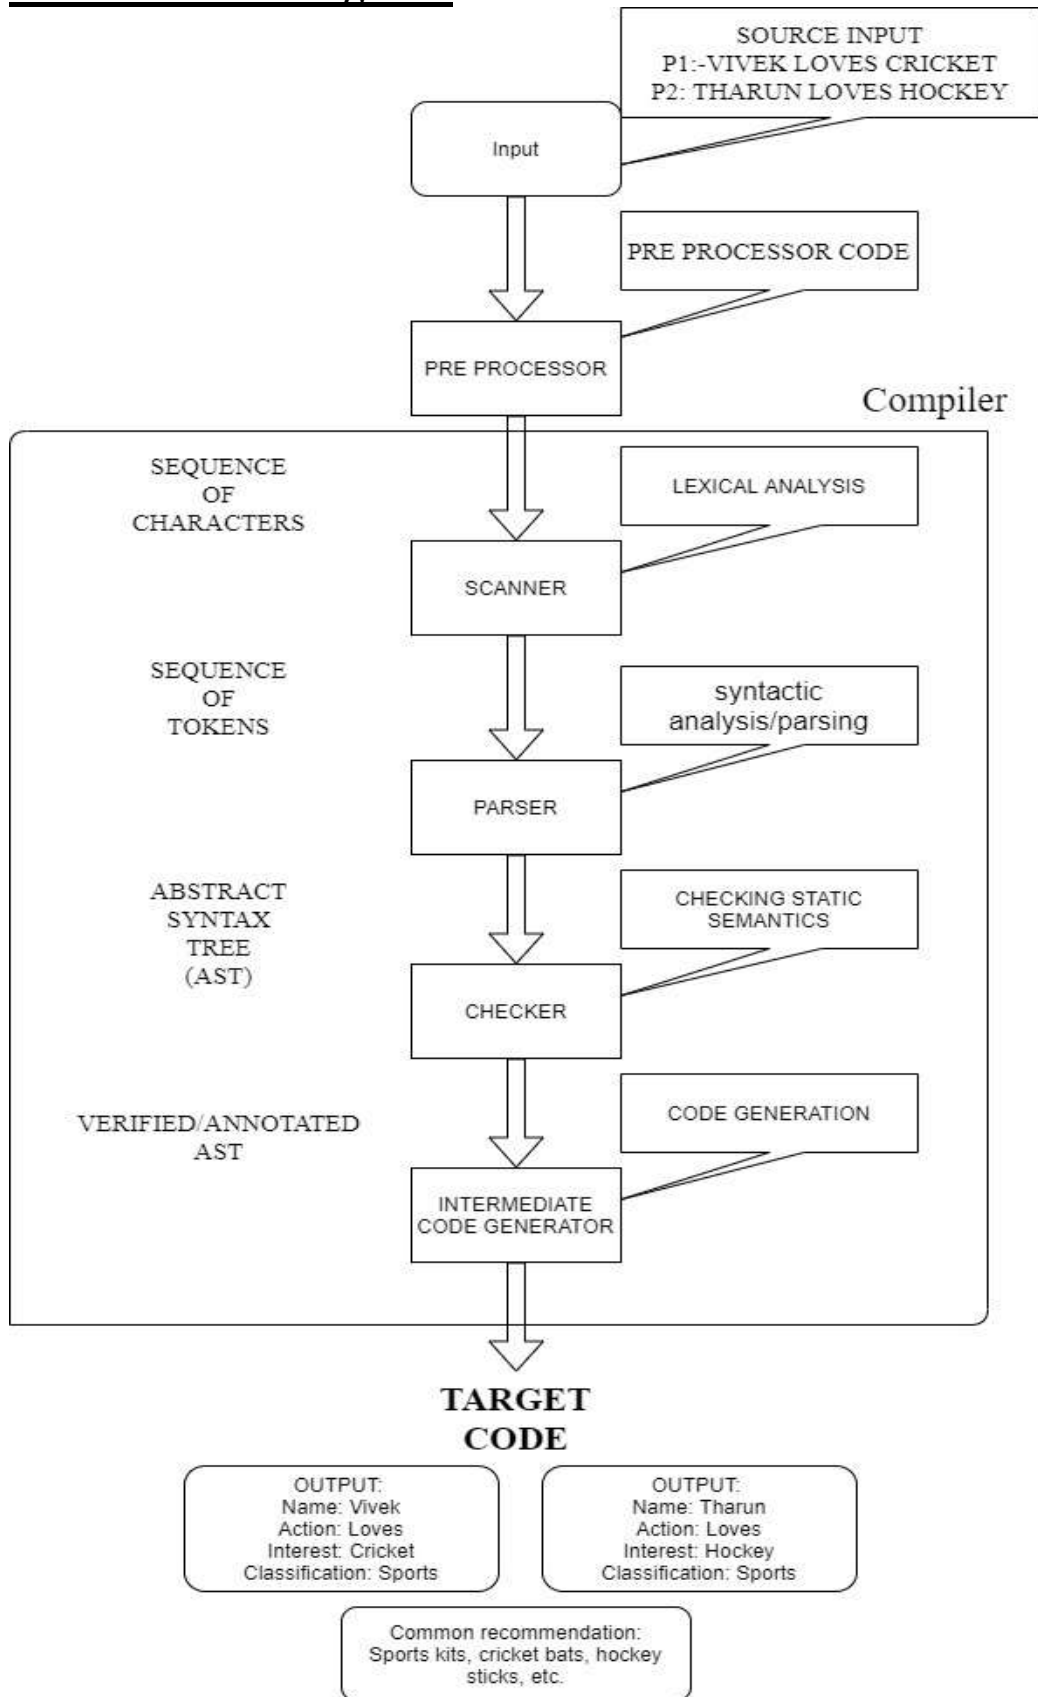 SOURCE INPUT
P1:-VIVEK LOVES CRICKET
P2: THARUN LOVES HOCKEY
Input
PRE PROCESSOR CODE
PRE PROCESSOR
Compiler
SEQUENCE
OF
CHARACTERS
LEXICAL ANALYSIS
SCANNER
SEQUENCE
OF
TOKENS
syntactic
analysis/parsing
PARSER
ABSTRACT
SYNTAX
TREE
(AST)
CHECKING STATIC
SEMANTICS
CHECKER
VERIFIED/ANNOTATED
AST
CODE GENERATION
INTERMEDIATE
CODE GENERATOR
TARGET
CODE
OUTPUT:
Name: Vivek
Action: Loves
Interest: Cricket
Classification: Sports
OUTPUT:
Name: Tharun
Action: Loves
Interest: Hockey
Classification: Sports
Common recommendation:
Sports kits, cricket bats, hockey
sticks, etc.